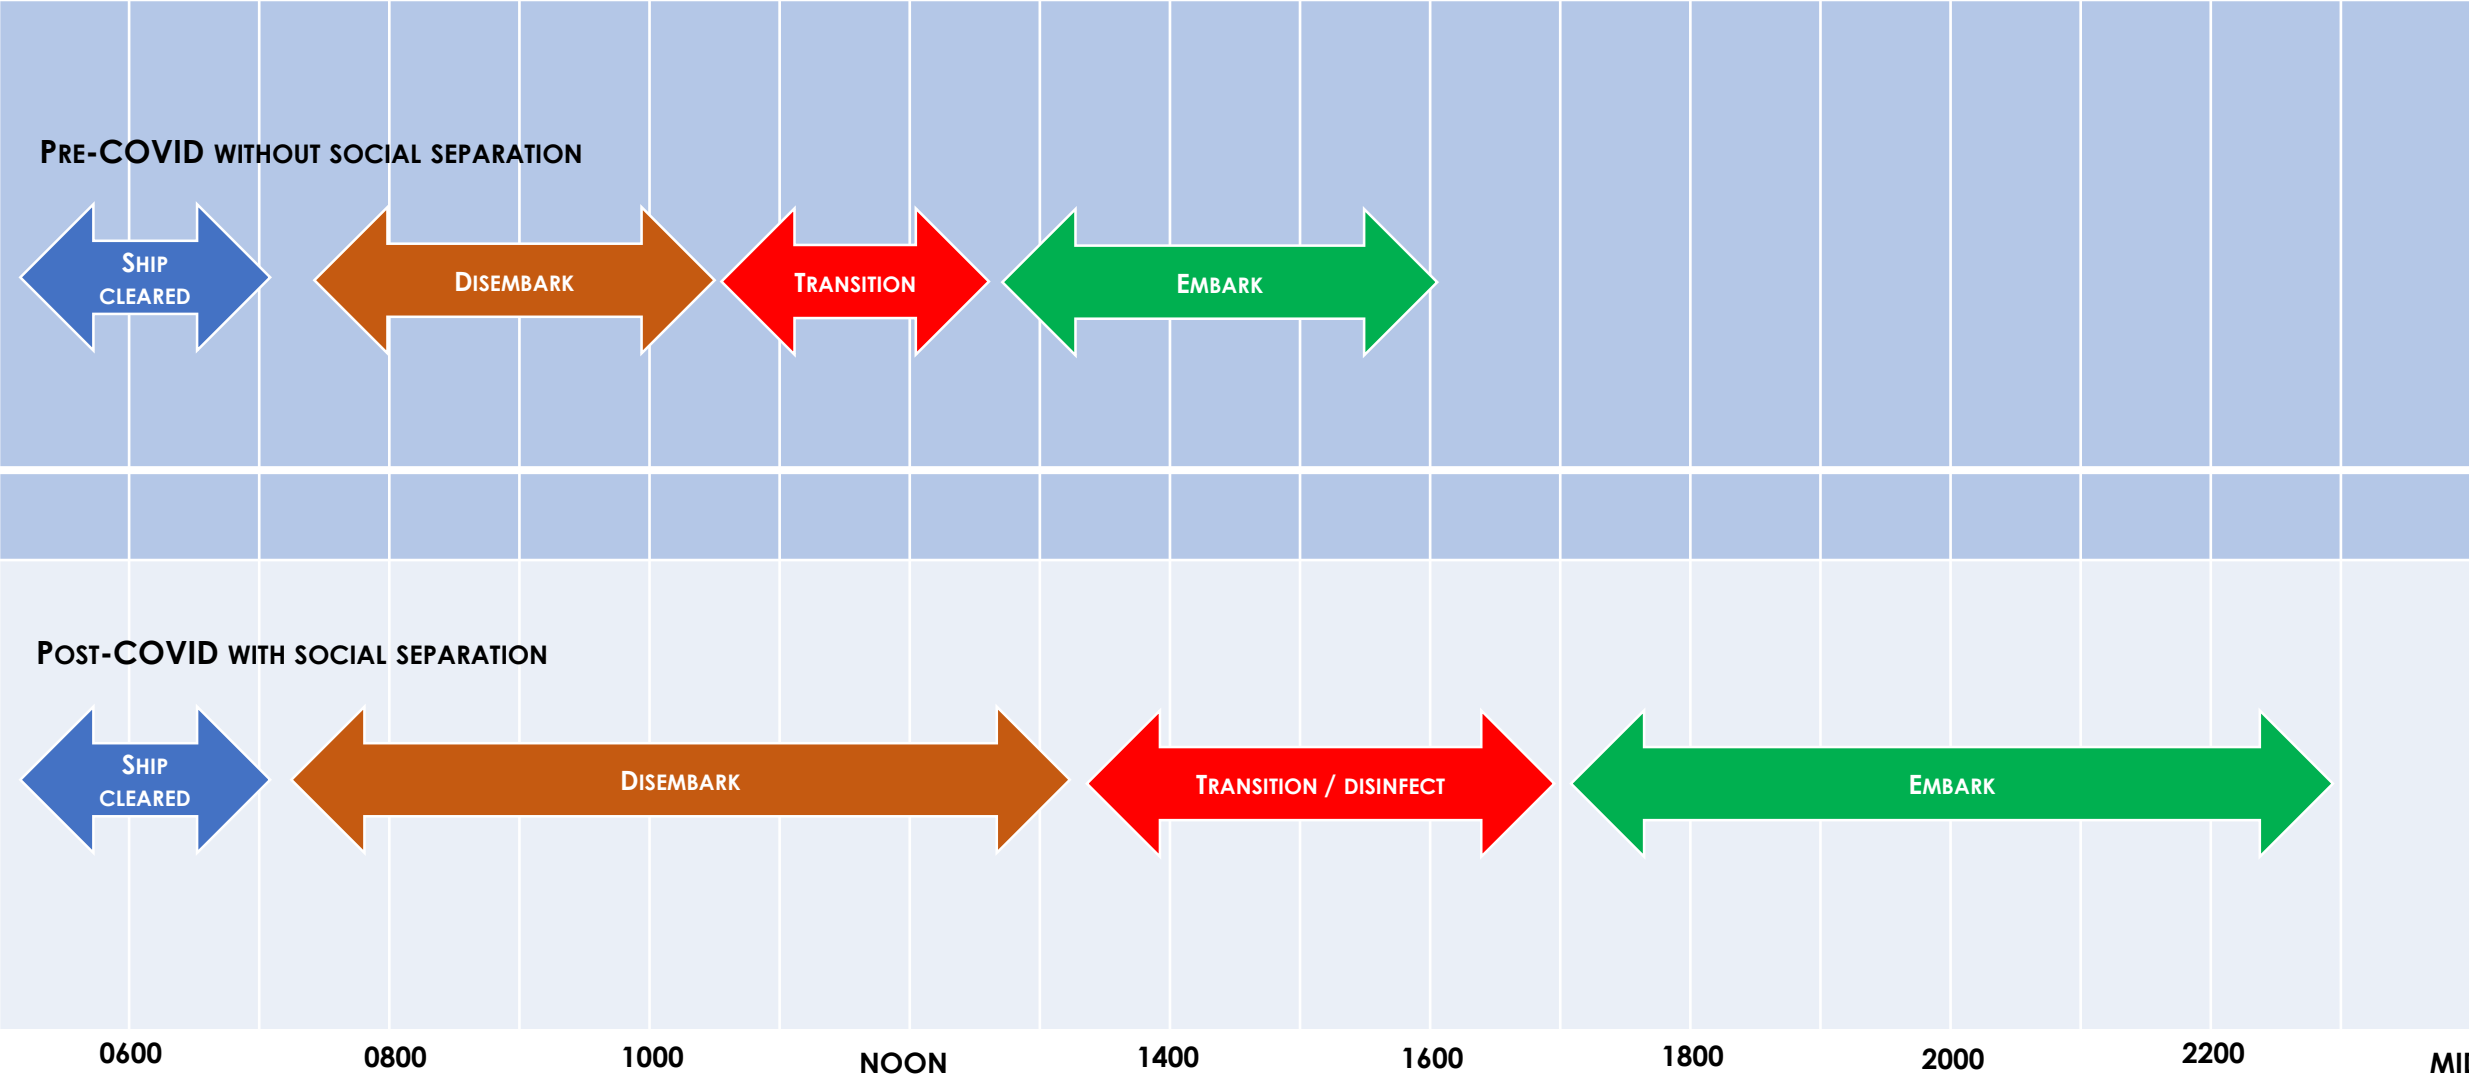 Pre-COVID without social separation
Ship
cleared
Disembark
Transition
Embark
Post-COVID with social separation
Ship
cleared
Disembark
Transition / disinfect
Embark
0600 0800 1000 NOON 1400 1600 1800 2000 2200